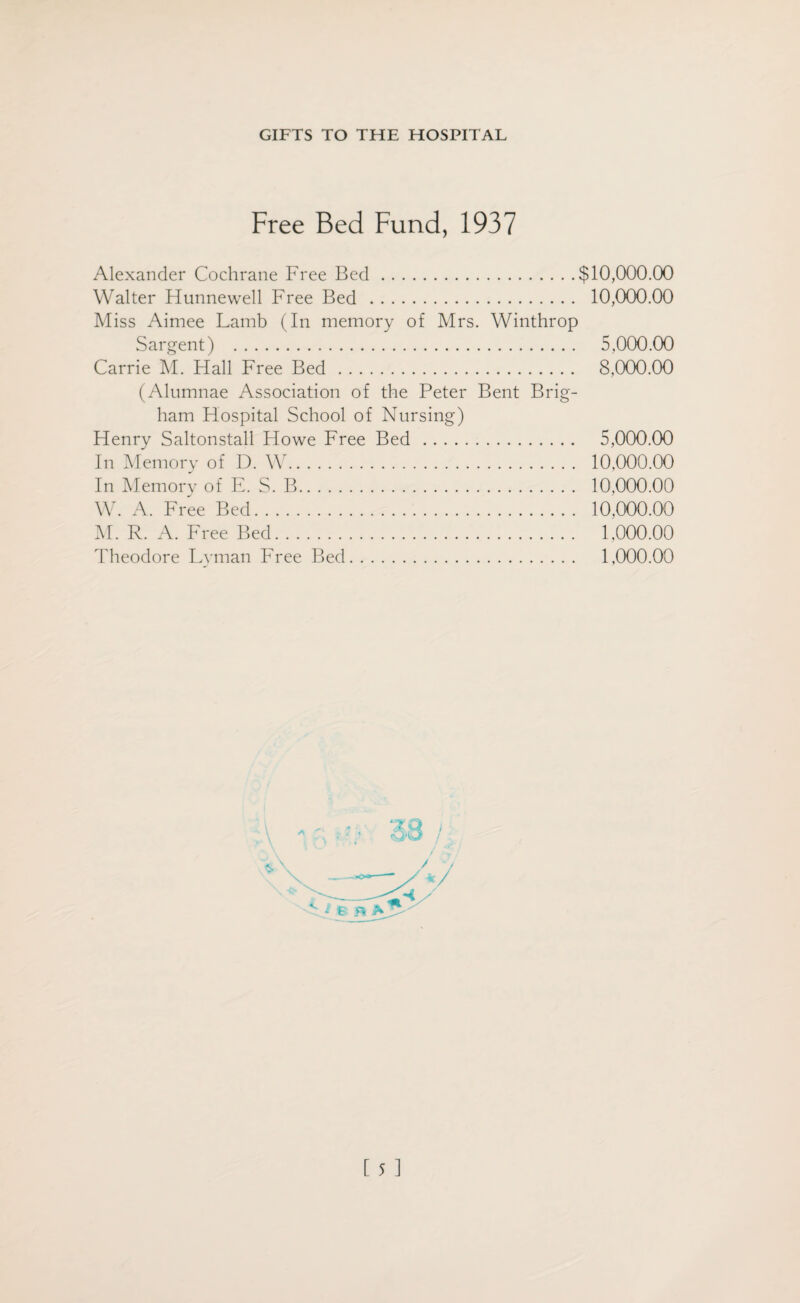 GIFTS TO THE HOSPITAL
Free Bed Fund, 1937
Alexander Cochrane Free Bed ...................$10,000.00
Walter Hunnewell Free Bed .................... 10,000.00
Miss Aimee Lamb (In memory of Mrs. Winthrop
Sargent) ................................. 5,000.00
Carrie M. Hall Free Bed ....................... 8,000.00
(Alumnae Association of the Peter Bent Brig-
ham Hospital School of Nursing)
Henry Saltonstall Howe Free Bed ............... 5,000.00
In Memory of D. W............................ 10,000.00
In Memory of E. S. B........................... 10,000.00
W. A. Free Bed............................... 10,000.00
M. R. A. Free Bed............................. 1,000.00
Theodore Lyman Free Bed...................... 1,000.00
38
[ 5 ]